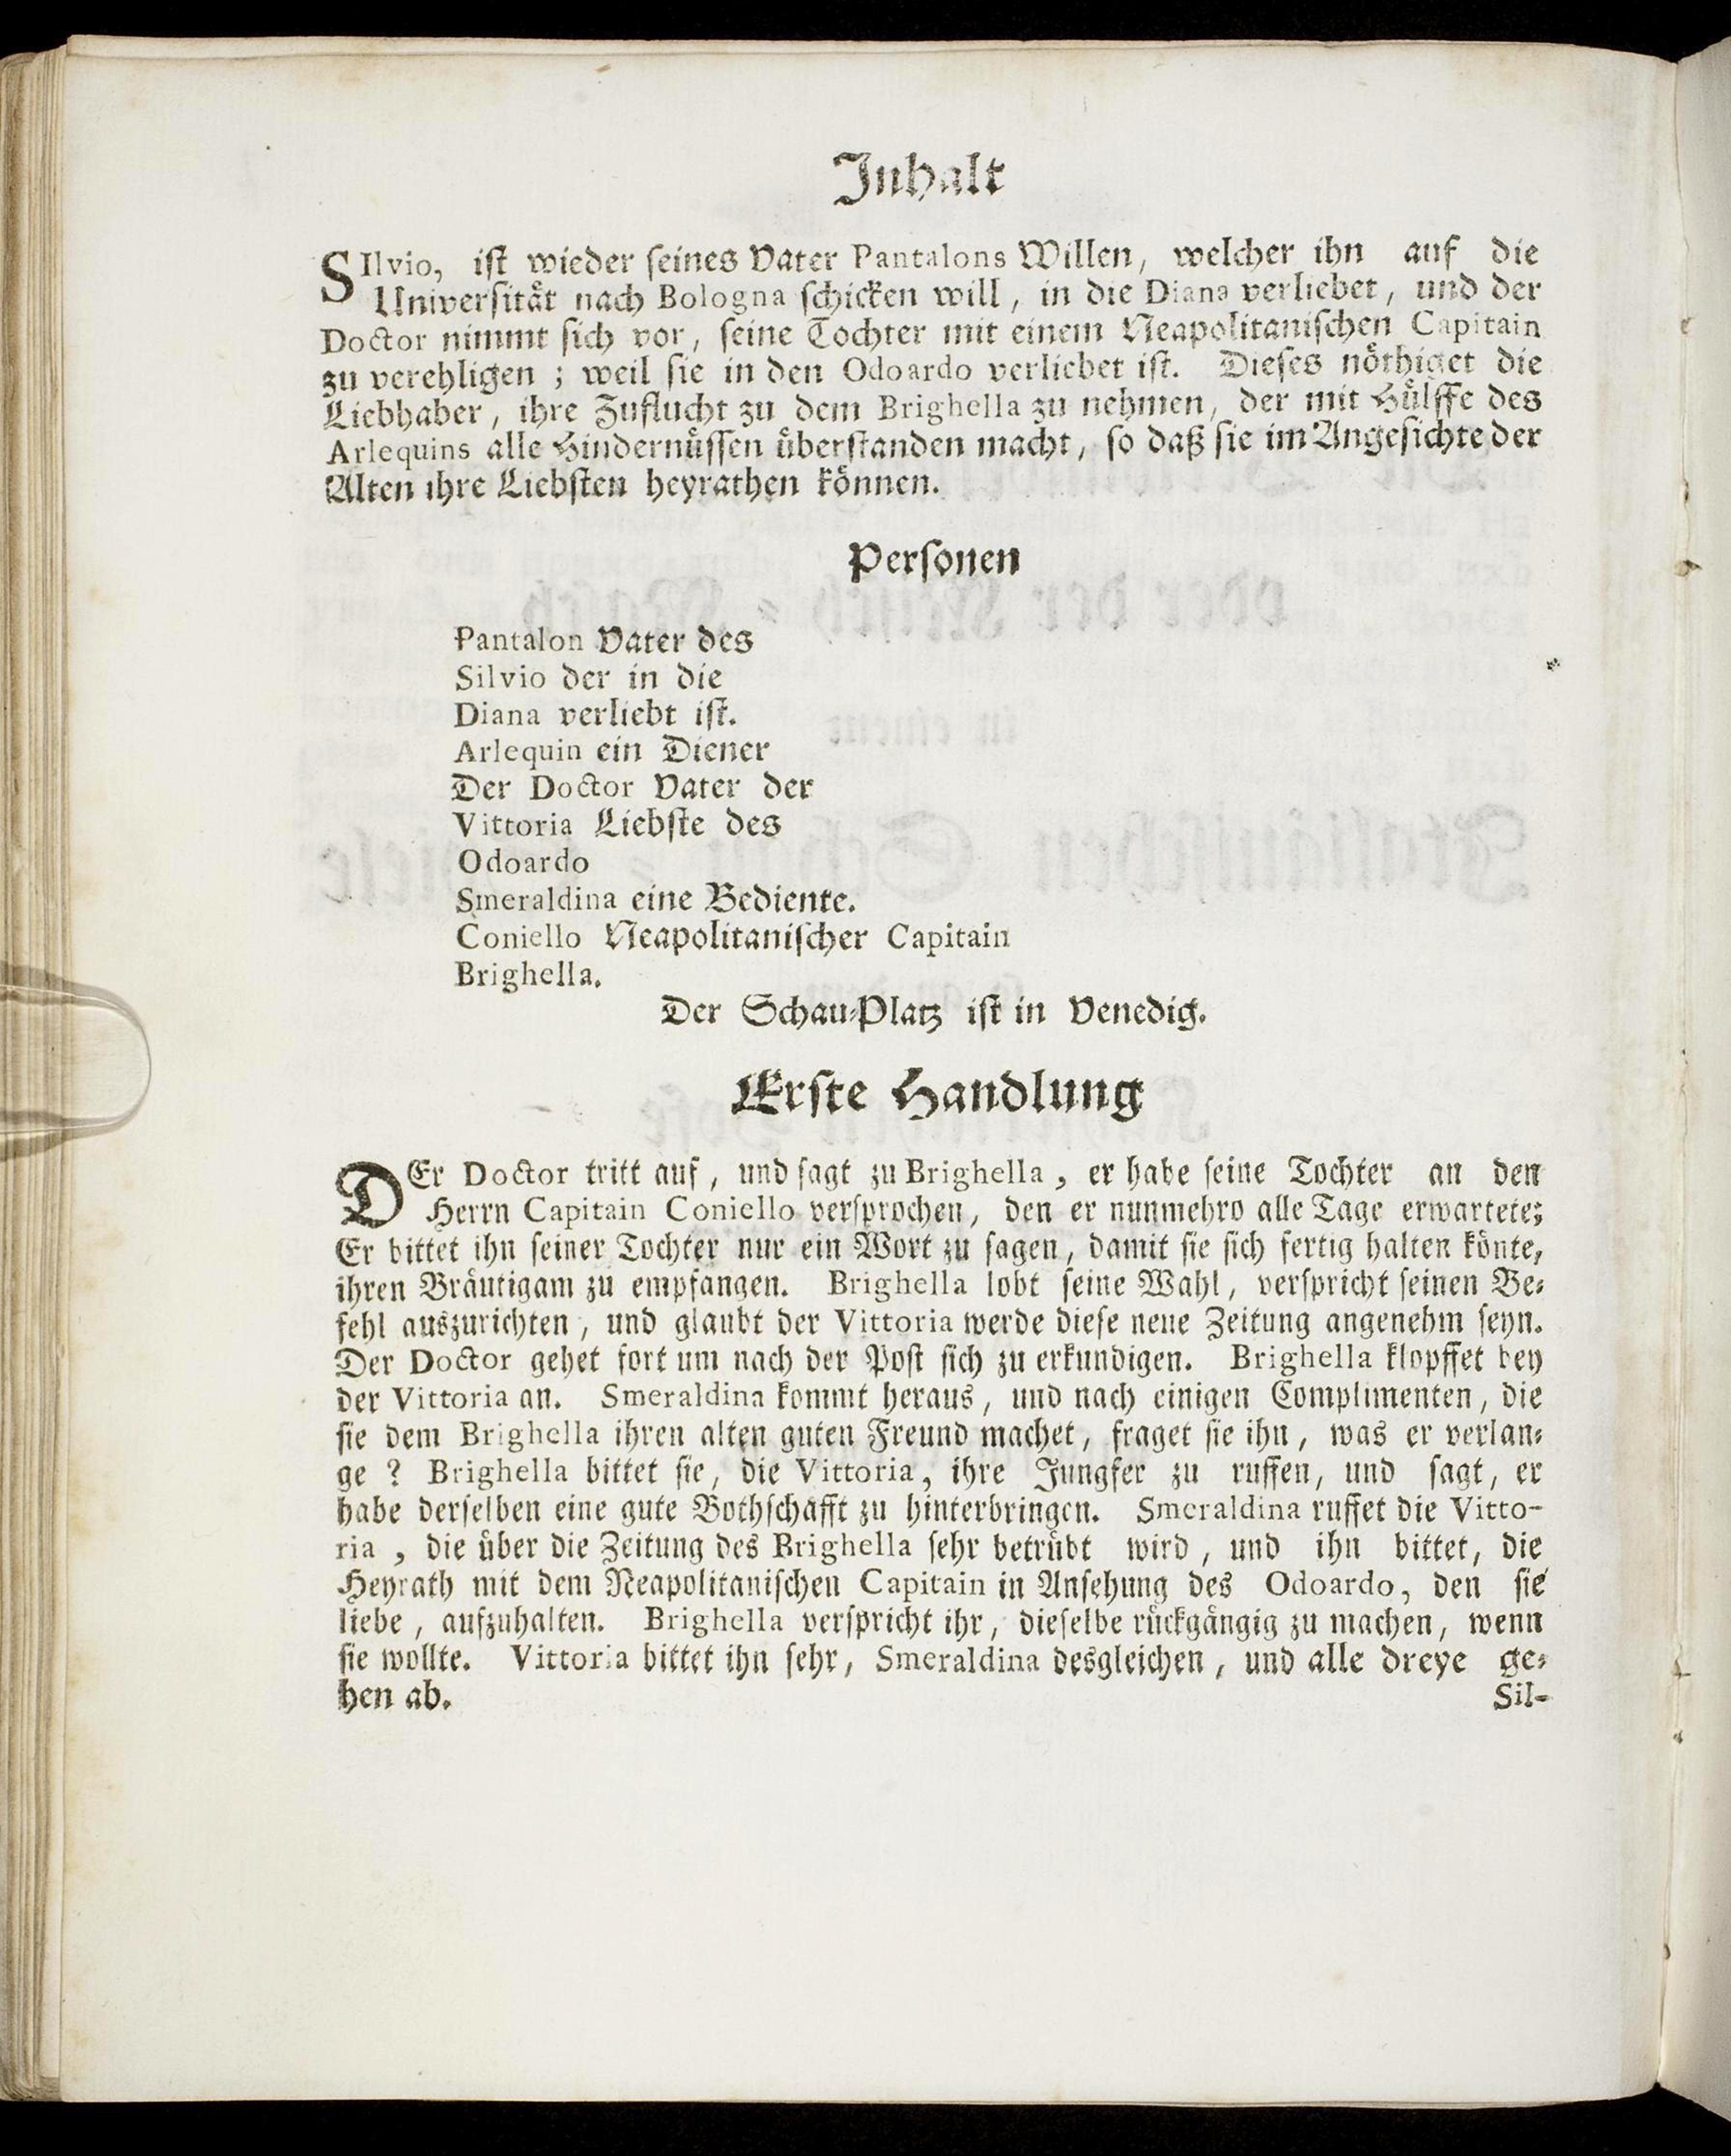 Inhalt
SIlvio, ist wieder seines Vater Pantalons Willen, welcher ihn auf die
Universität nach Bologna schicken will, in die Diana verliebet, und der
Doctor nimmt sich vor, seine Tochter mit einem Neapolitanischen Capitain
zu verehligen; weil sie in den Odoardo verliebet ist. Dieses nöthiget die
Liebhaber, ihre Zuflucht zu dem Brighella zu nehmen, der mit Hülffe des
Arlequins alle Hindernüssen überstanden macht, so daß sie im Angesichte der
Alten ihre Liebsten heyrathen können.
Personen
Pantalon Vater des
Silvio der in die
Diana verliebt ist.
Arlequin ein Diener
Der Doctor Vater der
Vittoria Liebste des
Odoardo
Smeraldina eine Bediente.
Coniello Neapolitanischer Capitain
Brighella.
Der Schau-Platz ist in Venedig.
Erste Handlung
DEr Doctor tritt auf, und sagt zu Brighella, er habe seine Tochter an den
Herrn Capitain Coniello versprochen, den er nunmehro alle Tage erwartete;
Er bittet ihn seiner Tochter nur ein Wort zu sagen, damit sie sich fertig halten könte,
ihren Bräutigam zu empfangen. Brighella lobt seine Wahl, verspricht seinen Be-
fehl auszurichten, und glaubt der Vittoria werde diese neue Zeitung angenehm seyn.
Der Doctor gehet fort um nach der Post sich zu erkundigen. Brighella klopffet bey
der Vittoria an. Smeraldina kommt heraus, und nach einigen Complimenten, die
sie dem Brighella ihren alten guten Freund machet, fraget sie ihn, was er verlan-
ge? Brighella bittet sie, die Vittoria, ihre Jungfer zu ruffen, und sagt, er
habe derselben eine gute Bothschafft zu hinterbringen. Smeraldina ruffet die Vitto-
ria, die über die Zeitung des Brighella sehr betrübt wird, und ihn bittet, die
Heyrath mit dem Neapolitanischen Capitain in Ansehung des Odoardo, den sie
liebe, aufzuhalten. Brighella verspricht ihr, dieselbe rückgängig zu machen, wenn
sie wollte. Vittoria bittet ihn sehr, Smeraldina desgleichen, und alle dreye ge-
hen ab.
Sil-